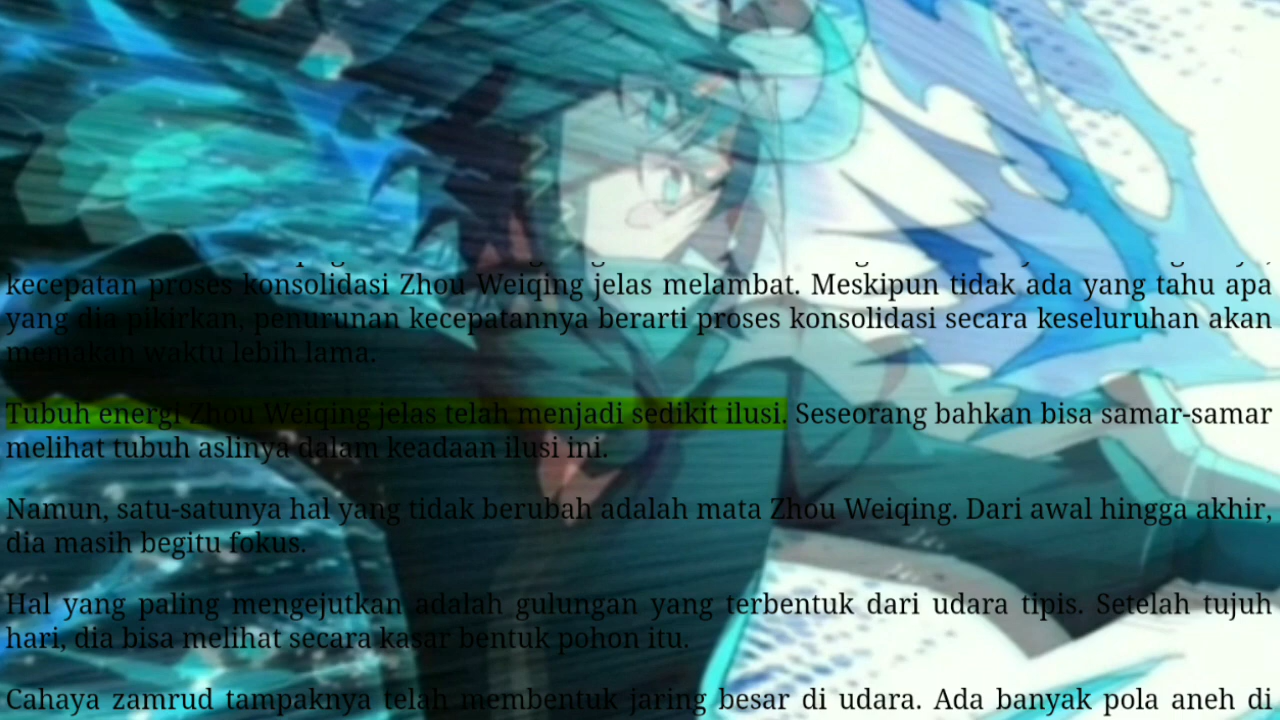 kecepatan proses konsolidasi Zhou Weiqing jelas melambat. Meskipun tidak ada yang tahu apa
yang dia pikirkan, penurunan kecepatannya berarti proses konsolidasi secara keseluruhan akan
memakan waktu lebih lama.
Tubuh energi Zhou Weiqing jelas telah menjadi sedikit ilusi. Seseorang bahkan bisa samar-samar
melihat tubuh aslinya dalam keadaan ilusi ini.
Namun, satu-satunya hal yang tidak berubah adalah mata Zhou Weiqing. Dari awal hingga akhir,
dia masih begitu fokus.
Hal yang paling mengejutkan adalah gulungan yang terbentuk dari udara tipis. Setelah tujuh
hari, dia bisa melihat secara kasar bentuk pohon itu.
Cahaya zamrud tampaknya telah membentuk jaring besar di udara. Ada banyak pola aneh di